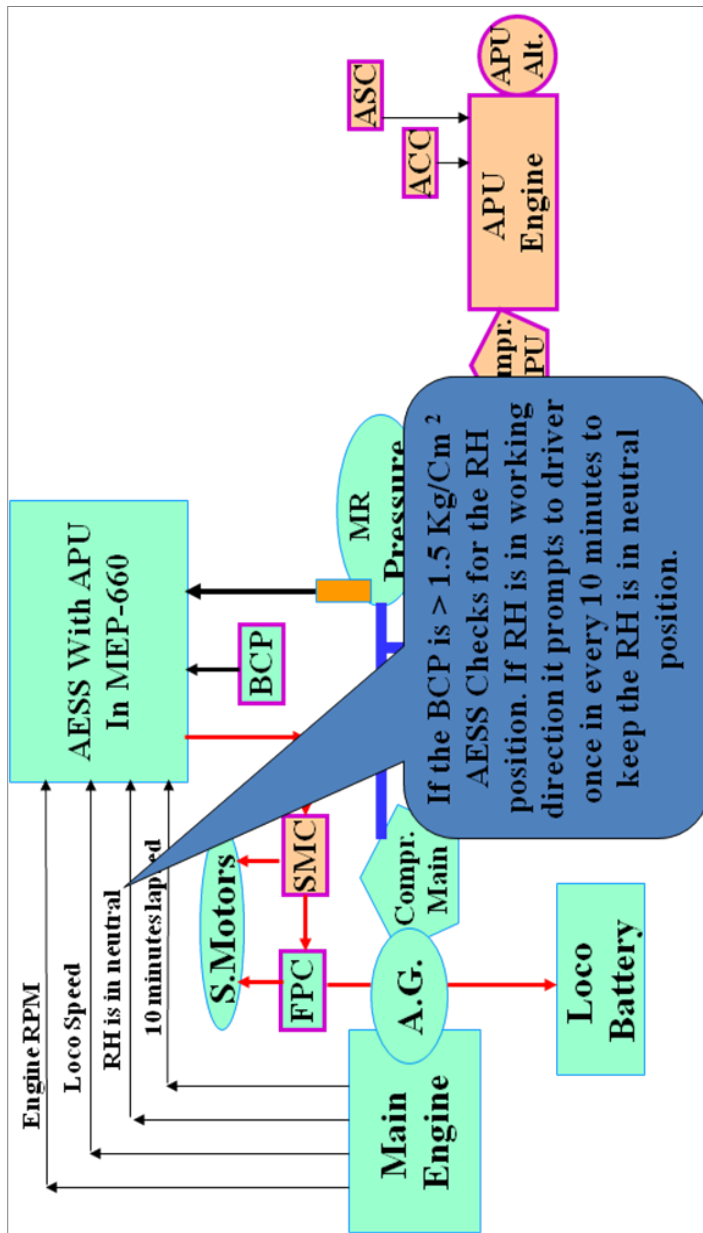 Engine RPM
Loco Speed
RH is in neutral
10 minutes lapsed
AESS With APU
In MEP-660
BCP
S.Motors
FPC
SMC
MR
Pressure
ASC
ACC
Main
Engine
A.G.
Compr.
Main
If the BCP is > 1.5 Kg/Cm²
AESS Checks for the RH
position. If RH is in working
direction it prompts to driver
once in every 10 minutes to
keep the RH is in neutral
position.
APU
Engine
APU
Alt.
Loco
Battery